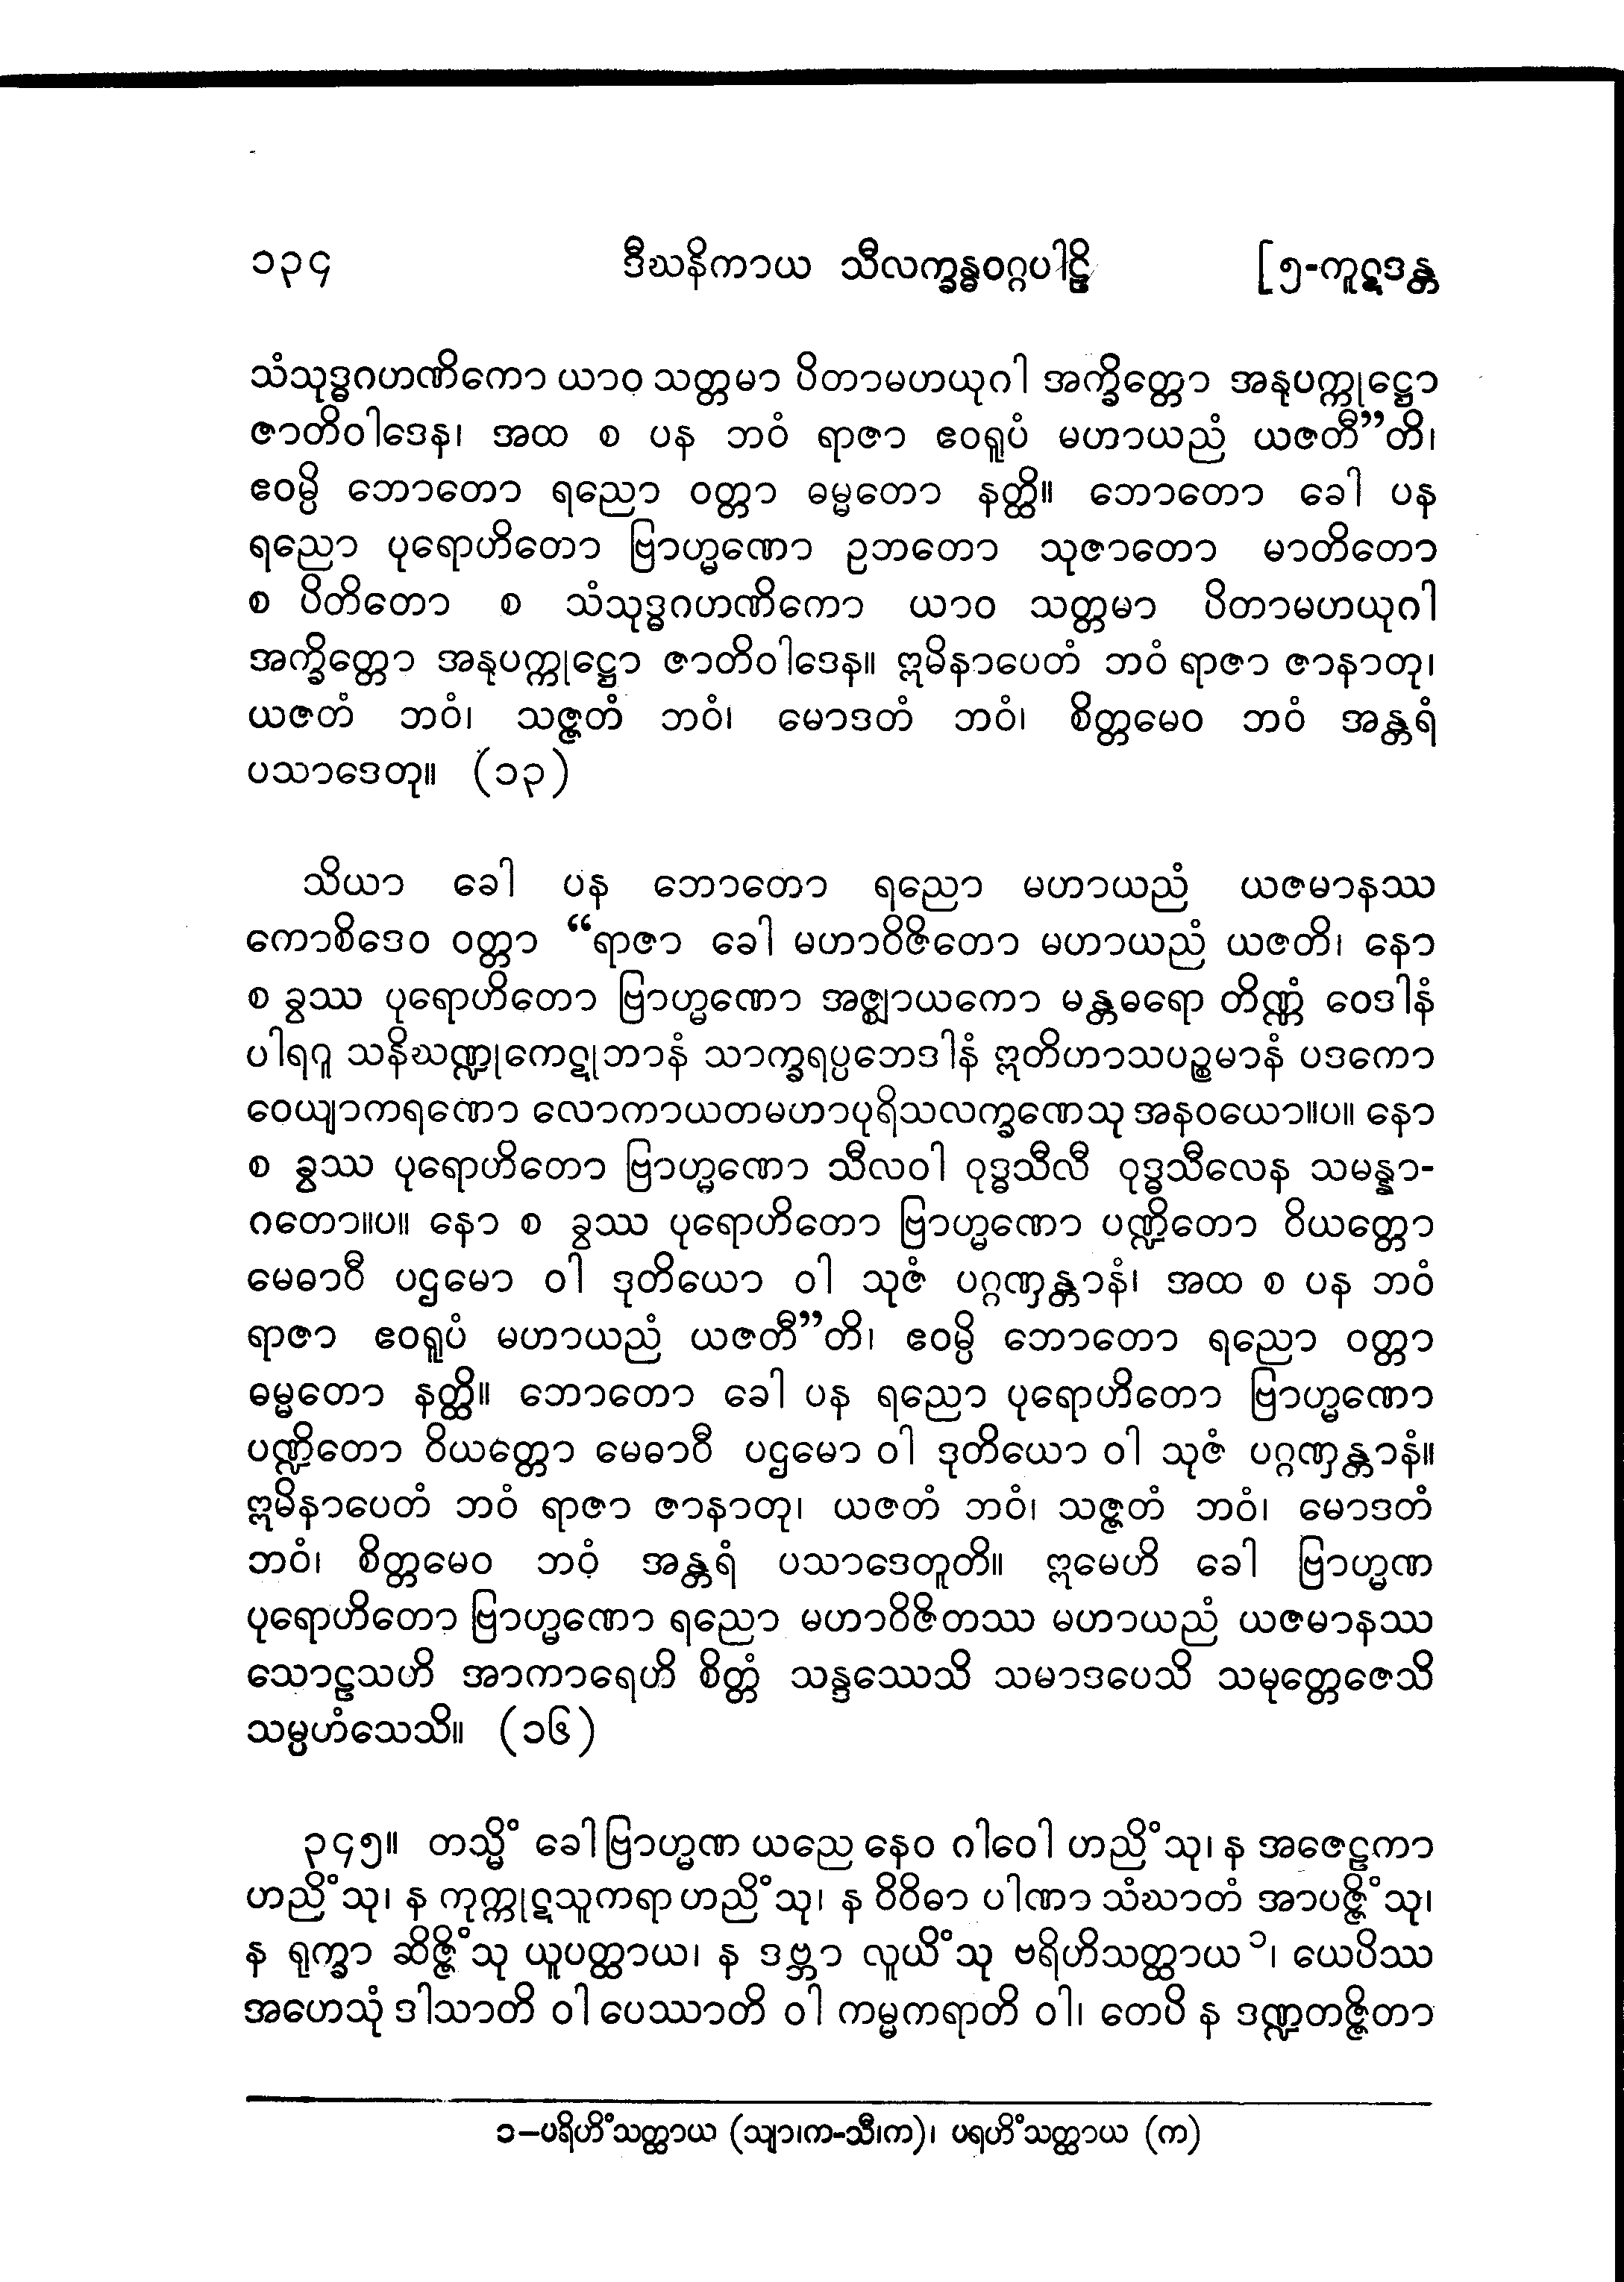 ၁၃၄ ဒီဃနိကာယ သီလက္ခန္ဓဝဂ္ဂပါဠိ [၅-ကူဋဒန္တ
သံသုဒ္ဓဂဟဏိကော ယာဝ သတ္တမာ ပိတာမဟယုဂါ အက္ခိတ္တော အနုပက္ကုဋ္ဌော
ဇာတိဝါဒေန၊ အထ စ ပန ဘဝံ ရာဇာ ဧဝရူပံ မဟာယညံ ယဇတီ”တိ၊
ဧဝမ္ပိ ဘောတော ရညော ဝတ္တာ ဓမ္မတော နတ္ထိ။ ဘောတော ခေါ ပန
ရညော ပုရောဟိတော ဗြာဟ္မဏော ဥဘတော သုဇာတော မာတိတော
စ ပိတိတော စ သံသုဒ္ဓဂဟဏိကော ယာဝ သတ္တမာ ပိတာမဟယုဂါ
အက္ခိတ္တော အနုပက္ကုဋ္ဌော ဇာတိဝါဒေန။ ဣမိနာပေတံ ဘဝံ ရာဇာ ဇာနာတု၊
ယဇတံ ဘဝံ၊ သဇ္ဇတံ ဘဝံ၊ မောဒတံ ဘဝံ၊ စိတ္တမေဝ ဘဝံ အန္တရံ
ပသာဒေတု။ (၁၃)
သိယာ ခေါ ပန ဘောတော ရညော မဟာယညံ ယဇမာနဿ
ကောစိဒေဝ ဝတ္တာ “ရာဇာ ခေါ မဟာဝိဇိတော မဟာယညံ ယဇတိ၊ နော
စ ခွဿ ပုရောဟိတော ဗြာဟ္မဏော အဇ္ဈာယကော မန္တဓရော တိဏ္ဏံ ဝေဒါနံ
ပါရဂူ သနိဃဏ္ဍုကေဋုဘာနံ သာက္ခရပ္ပဘေဒါနံ ဣတိဟာသပဉ္စမာနံ ပဒကော
ဝေယျာကရဏော လောကာယတမဟာပုရိသလက္ခဏေသု အနဝယော။ပ။ နော
စ ခွဿ ပုရောဟိတော ဗြာဟ္မဏော သီလဝါ ဝုဒ္ဓသီလီ ဝုဒ္ဓသီလေန သမန္နာ-
ဂတော။ပ။ နော စ ခွဿ ပုရောဟိတော ဗြာဟ္မဏော ပဏ္ဍိတော ဝိယတ္တော
မေဓာဝီ ပဌမော ဝါ ဒုတိယော ဝါ သုဇံ ပဂ္ဂဏှန္တာနံ၊ အထ စ ပန ဘဝံ
ရာဇာ ဧဝရူပံ မဟာယညံ ယဇတီ”တိ၊ ဧဝမ္ပိ ဘောတော ရညော ဝတ္တာ
ဓမ္မတော နတ္ထိ။ ဘောတော ခေါ ပန ရညော ပုရောဟိတော ဗြာဟ္မဏော
ပဏ္ဍိတော ဝိယတ္တော မေဓာဝီ ပဌမော ဝါ ဒုတိယော ဝါ သုဇံ ပဂ္ဂဏှန္တာနံ။
ဣမိနာပေတံ ဘဝံ ရာဇာ ဇာနာတု၊ ယဇတံ ဘဝံ၊ သဇ္ဇတံ ဘဝံ၊ မောဒတံ
ဘဝံ၊ စိတ္တမေဝ ဘဝံ အန္တရံ ပသာဒေတူတိ။ ဣမေဟိ ခေါ ဗြာဟ္မဏ
ပုရောဟိတော ဗြာဟ္မဏော ရညော မဟာဝိဇိတဿ မဟာယညံ ယဇမာနဿ
သောဠသဟိ အာကာရေဟိ စိတ္တံ သန္ဒဿေသိ သမာဒပေသိ သမုတ္တေဇေသိ
သမ္ပဟံသေသိ။ (၁၆)
၃၄၅။ တသ္မိံ ခေါ ဗြာဟ္မဏ ယညေ နေဝ ဂါဝေါ ဟညိံသု၊ န အဇေဠကာ
ဟညိံသု၊ န ကုက္ကုဋသူကရာ ဟညိံသု၊ န ဝိဝိဓာ ပါဏာ သံဃာတံ အာပဇ္ဇိံသု၊
န ရုက္ခာ ဆိဇ္ဇိံသု ယူပတ္ထာယ၊ န ဒဗ္ဘာ လူယိံသု ဗရိဟိသတ္ထာယ ၁၊ ယေပိဿ
အဟေသုံ ဒါသာတိ ဝါ ပေဿာတိ ဝါ ကမ္မကရာတိ ဝါ၊ တေပိ န ဒဏ္ဍတဇ္ဇိတာ
၁–ပရိဟိံသတ္ထာယ (သျာ၊က-သီ၊က)၊ ပရဟိံသတ္ထာယ (က)